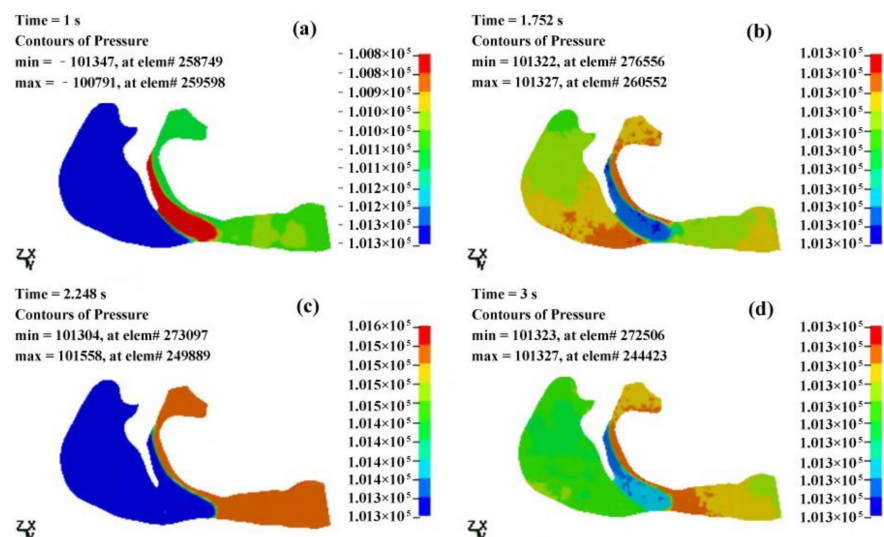 Time = 1 s
(a)
Contours of Pressure
min = - 101347, at elem# 258749
max = - 100791, at elem# 259598
- 1.008×10⁵
- 1.008×10⁵
- 1.009×10⁵
- 1.010×10⁵
- 1.010×10⁵
- 1.011×10⁵
- 1.011×10⁵
- 1.012×10⁵
- 1.012×10⁵
- 1.013×10⁵
- 1.013×10⁵
Z X
Y
Time = 1.752 s
(b)
Contours of Pressure
min = 101322, at elem# 276556
max = 101327, at elem# 260552
1.013×10⁵
1.013×10⁵
1.013×10⁵
1.013×10⁵
1.013×10⁵
1.013×10⁵
1.013×10⁵
1.013×10⁵
1.013×10⁵
1.013×10⁵
1.013×10⁵
Z X
Y
Time = 2.248 s
(c)
Contours of Pressure
min = 101304, at elem# 273097
max = 101558, at elem# 249889
1.016×10⁵
1.015×10⁵
1.015×10⁵
1.015×10⁵
1.015×10⁵
1.014×10⁵
1.014×10⁵
1.014×10⁵
1.014×10⁵
1.013×10⁵
1.013×10⁵
Z X
Y
Time = 3 s
(d)
Contours of Pressure
min = 101323, at elem# 272506
max = 101327, at elem# 244423
1.013×10⁵
1.013×10⁵
1.013×10⁵
1.013×10⁵
1.013×10⁵
1.013×10⁵
1.013×10⁵
1.013×10⁵
1.013×10⁵
1.013×10⁵
1.013×10⁵
Z X
Y